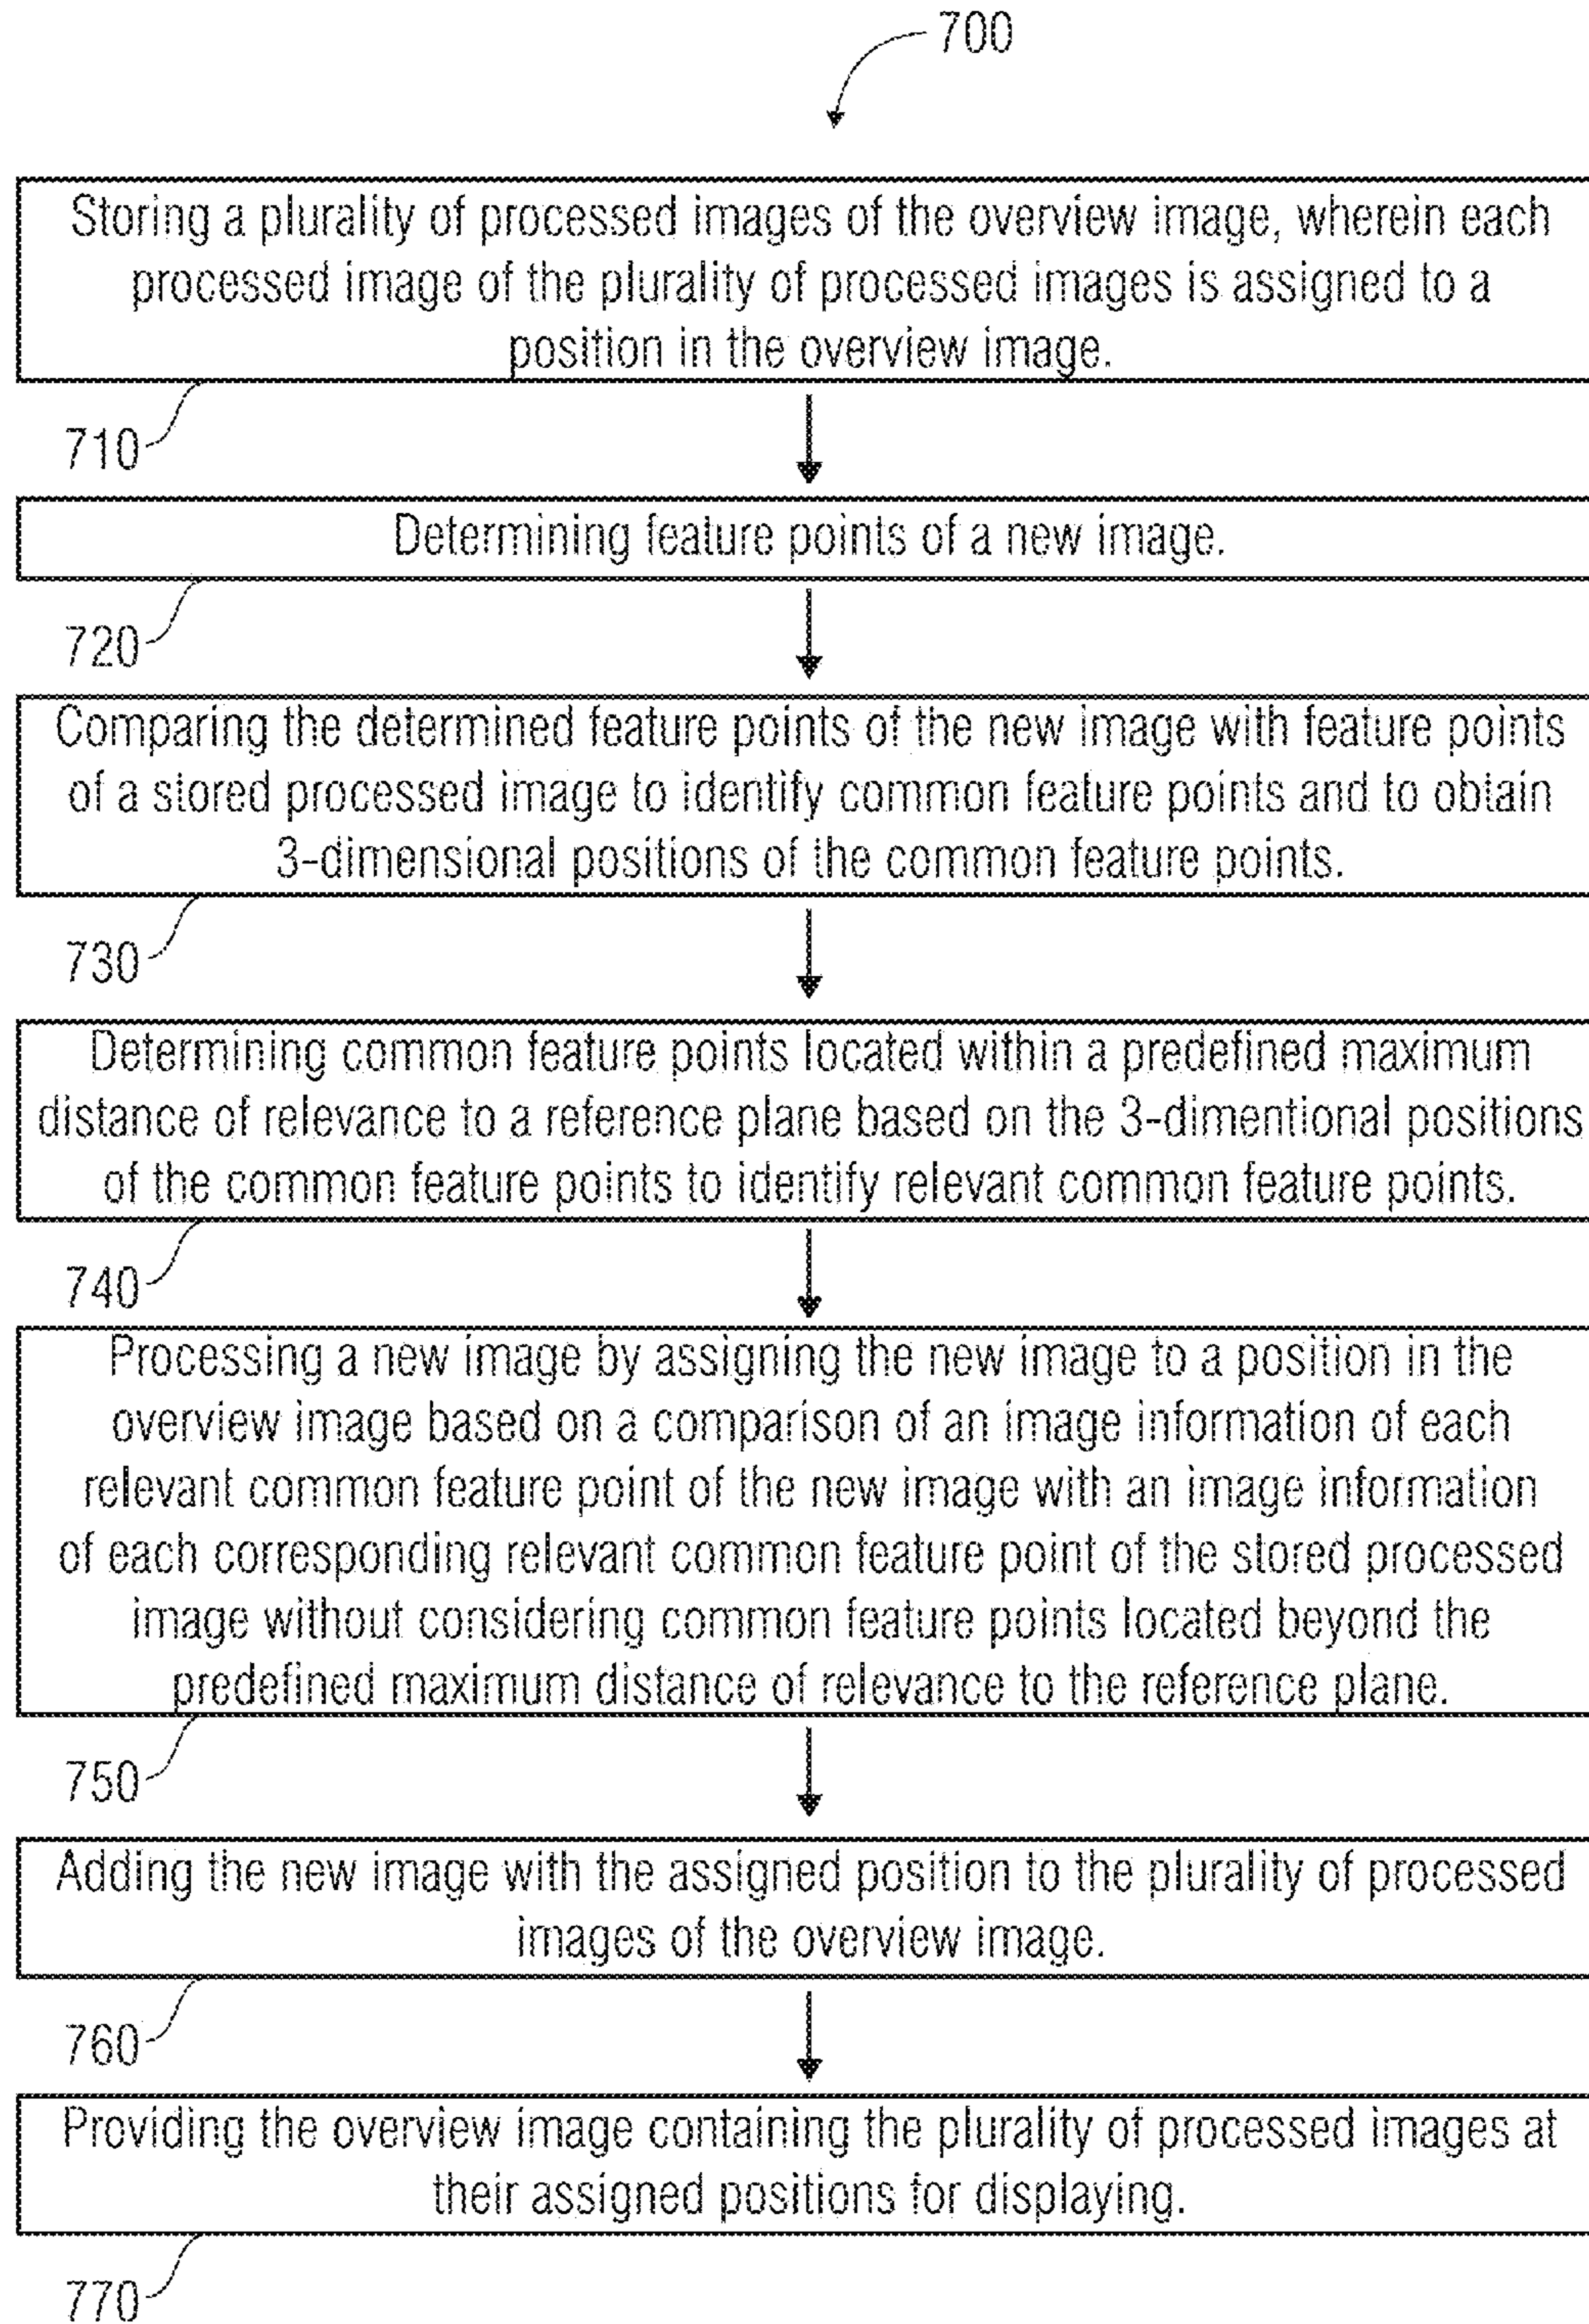 700
Storing a plurality of processed images of the overview image, wherein each
processed image of the plurality of processed images is assigned to a
position in the overview image.
710
Determining feature points of a new image.
720
Comparing the determined feature points of the new image with feature points
of a stored processed image to identify common feature points and to obtain
3-dimensional positions of the common feature points.
730
Determining common feature points located within a predefined maximum
distance of relevance to a reference plane based on the 3-dimentional positions
of the common feature points to identify relevant common feature points.
740
Processing a new image by assigning the new image to a position in the
overview image based on a comparison of an image information of each
relevant common feature point of the new image with an image information
of each corresponding relevant common feature point of the stored processed
image without considering common feature points located beyond the
predefined maximum distance of relevance to the reference plane.
750
Adding the new image with the assigned position to the plurality of processed
images of the overview image.
760
Providing the overview image containing the plurality of processed images at
their assigned positions for displaying.
770